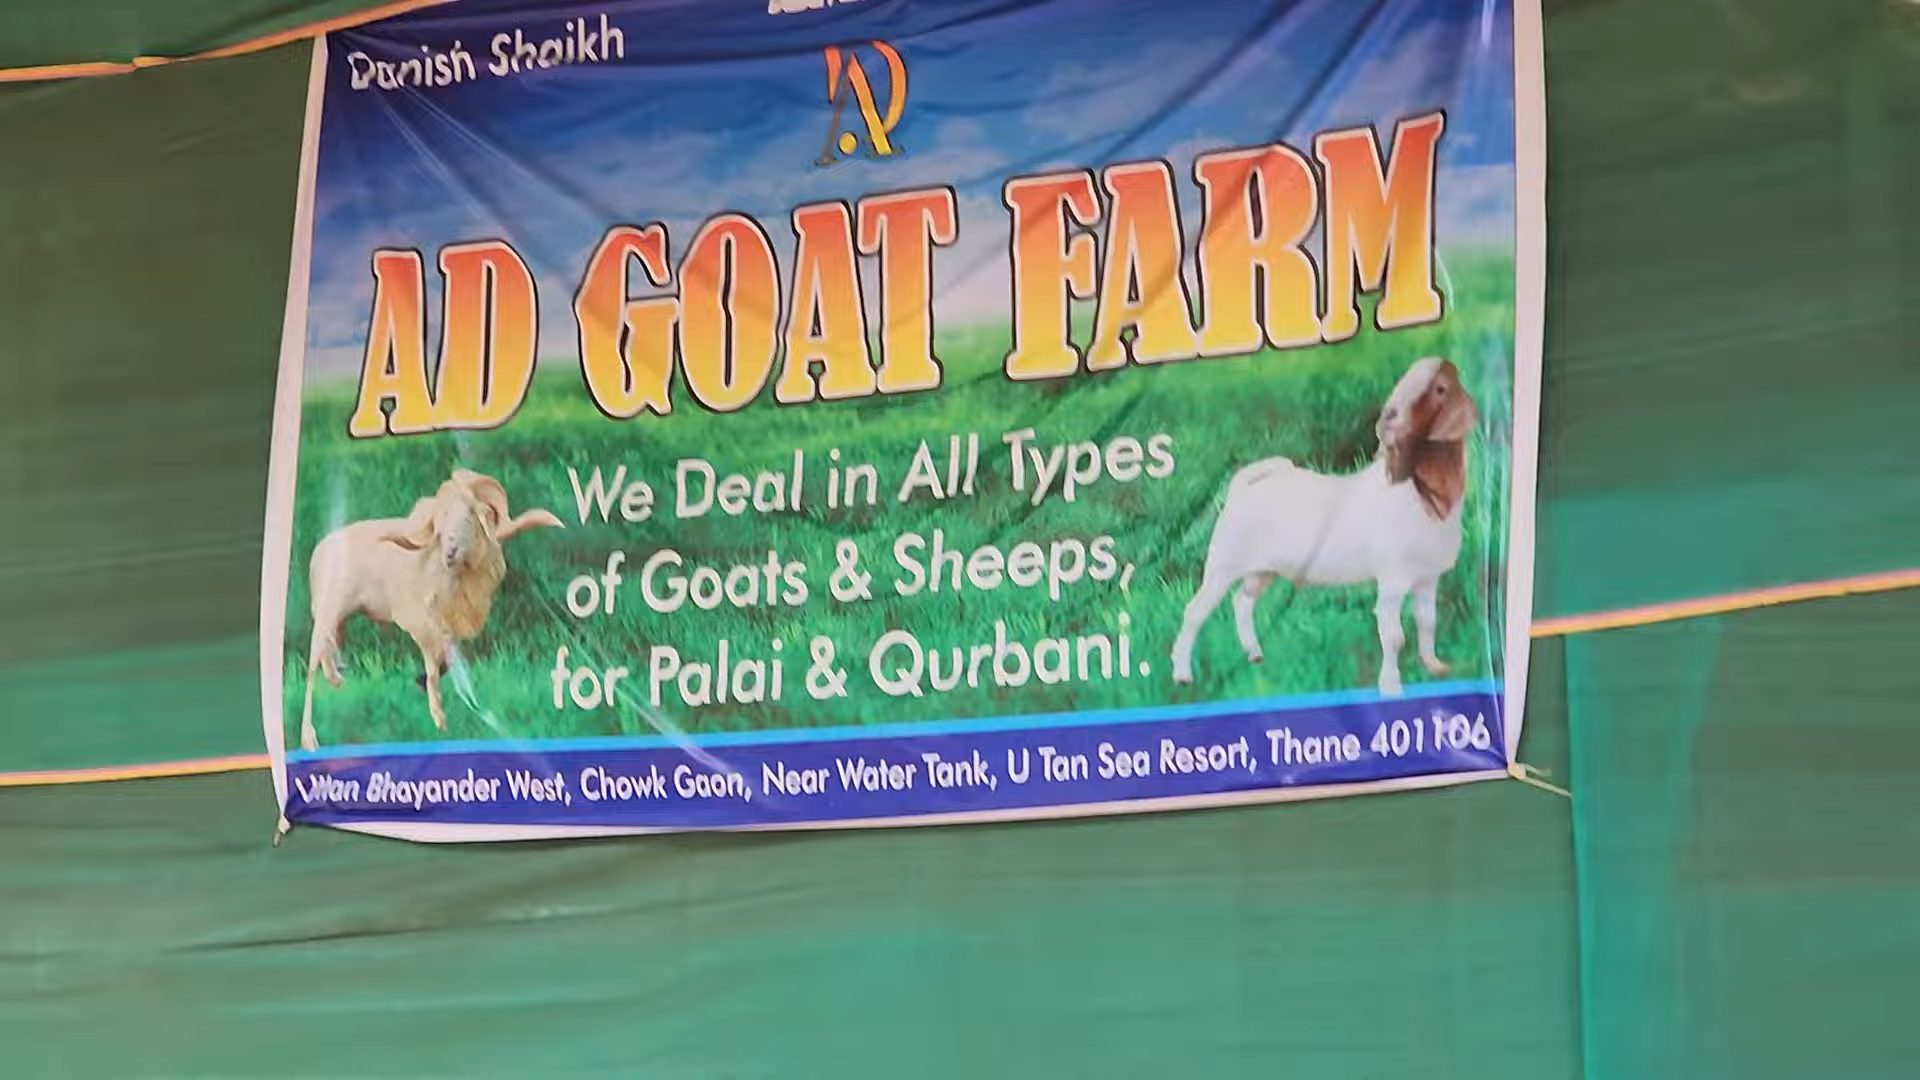 Danish Shaikh
AD
AD GOAT FARM
We Deal in All Types
of Goats & Sheeps,
for Palai & Qurbani.
Uttan Bhayander West, Chowk Gaon, Near Water Tank, U Tan Sea Resort, Thane 401106